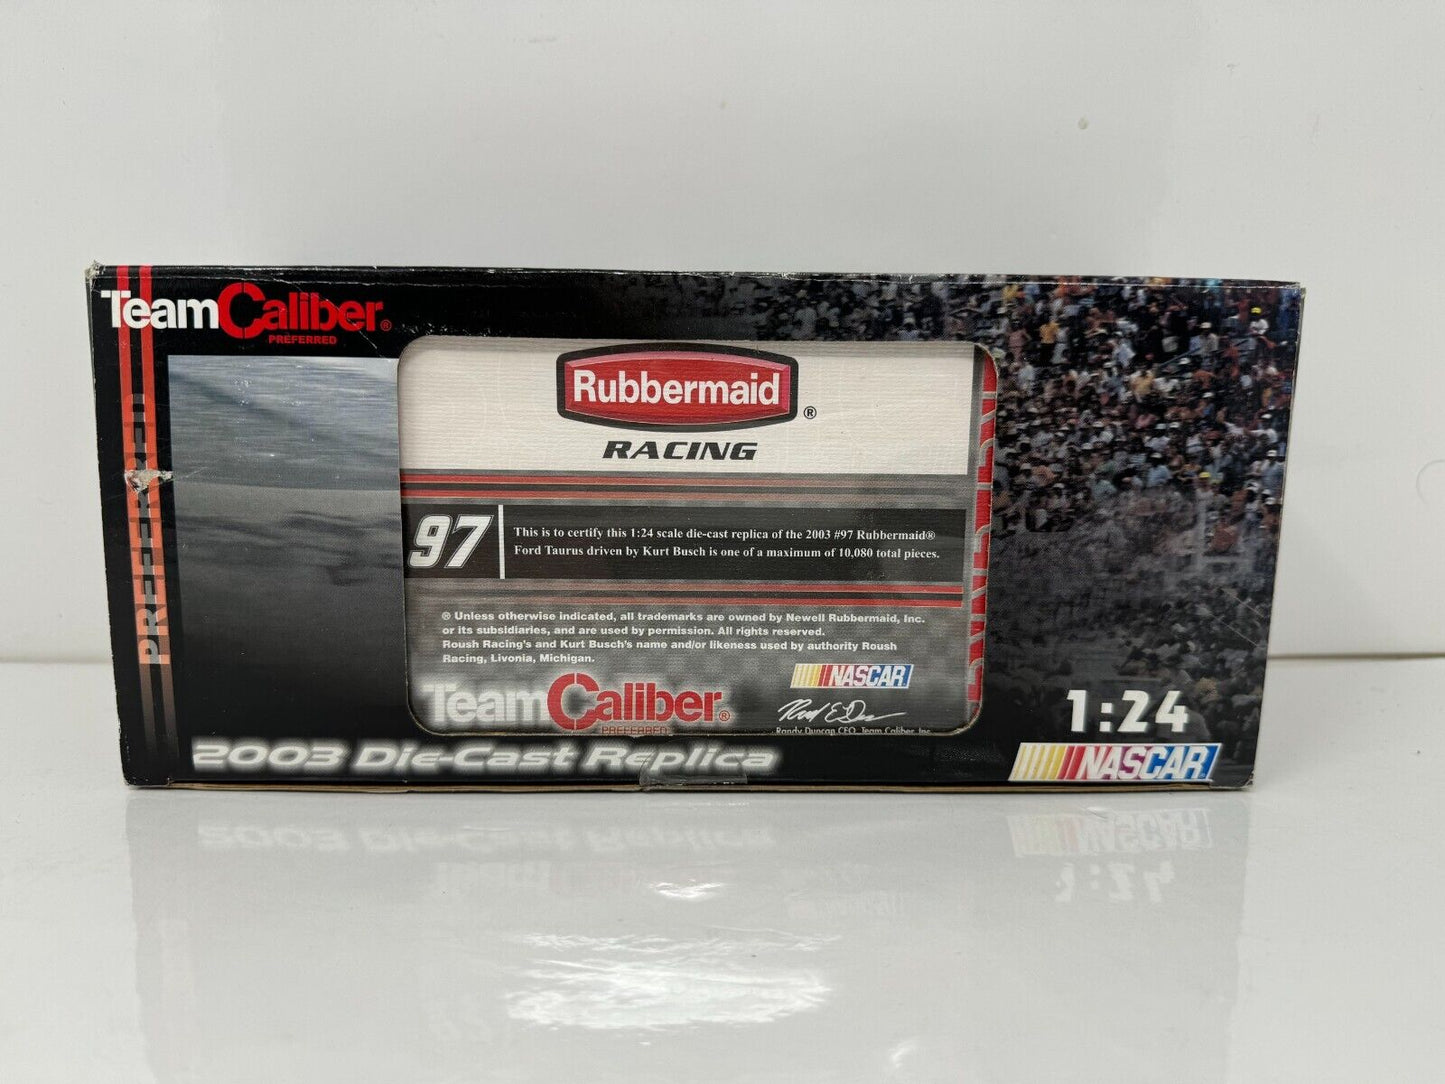 TeamCaliber®
PREFERRED
PREFERRED
Rubbermaid®
RACING
97
This is to certify this 1:24 scale die-cast replica of the 2003 #97 Rubbermaid®
Ford Taurus driven by Kurt Busch is one of a maximum of 10,080 total pieces.
® Unless otherwise indicated, all trademarks are owned by Newell Rubbermaid, Inc.
or its subsidiaries, and are used by permission. All rights reserved.
Roush Racing's and Kurt Busch's name and/or likeness used by authority Roush
Racing, Livonia, Michigan.
NASCAR
TeamCaliber®
PREFERRED
Randy Duncan CEO, Team Caliber, Inc.
2003 Die-Cast Replica
1:24
NASCAR